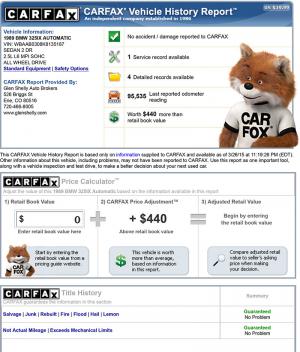 CARFAX Vehicle History Report™
An independent company established in 1986
US $39.99
Vehicle Information:
1989 BMW 325IX AUTOMATIC
VIN: WBAAB9309K8135187
SEDAN 2 DR
2.5L L6 MPI SOHC
ALL WHEEL DRIVE
Standard Equipment | Safety Options
CARFAX Report Provided By:
Glen Shelly Auto Brokers
526 Briggs St
Erie, CO 80516
720-488-8005
www.glenshelly.com
No accident / damage reported to CARFAX
1 Service record available
4 Detailed records available
95,535 Last reported odometer reading
Worth $440 more than retail book value
CAR FOX
This CARFAX Vehicle History Report is based only on information supplied to CARFAX and available as of 3/26/15 at 11:19:28 PM (EDT).
Other information about this vehicle, including problems, may not have been reported to CARFAX. Use this report as one important tool,
along with a vehicle inspection and test drive, to make a better decision about your next used car.
CARFAX Price Calculator™
Adjust the value of this 1989 BMW 325IX Automatic based on the information available in this report
1) Retail Book Value
$ 0
Enter retail book value here
Start by entering the retail book value from a pricing guide website.
+
2) CARFAX Price Adjustment™
+ $440
Above retail book value
This vehicle is worth more than average, based on information in this report.
=
3) Adjusted Retail Value
Begin by entering the retail book value
Compare adjusted retail value to seller's asking price when making your decision.
CARFAX Title History
CARFAX guarantees the information in this section
Summary
Salvage | Junk | Rebuilt | Fire | Flood | Hail | Lemon
Guaranteed
No Problem
Not Actual Mileage | Exceeds Mechanical Limits
Guaranteed
No Problem